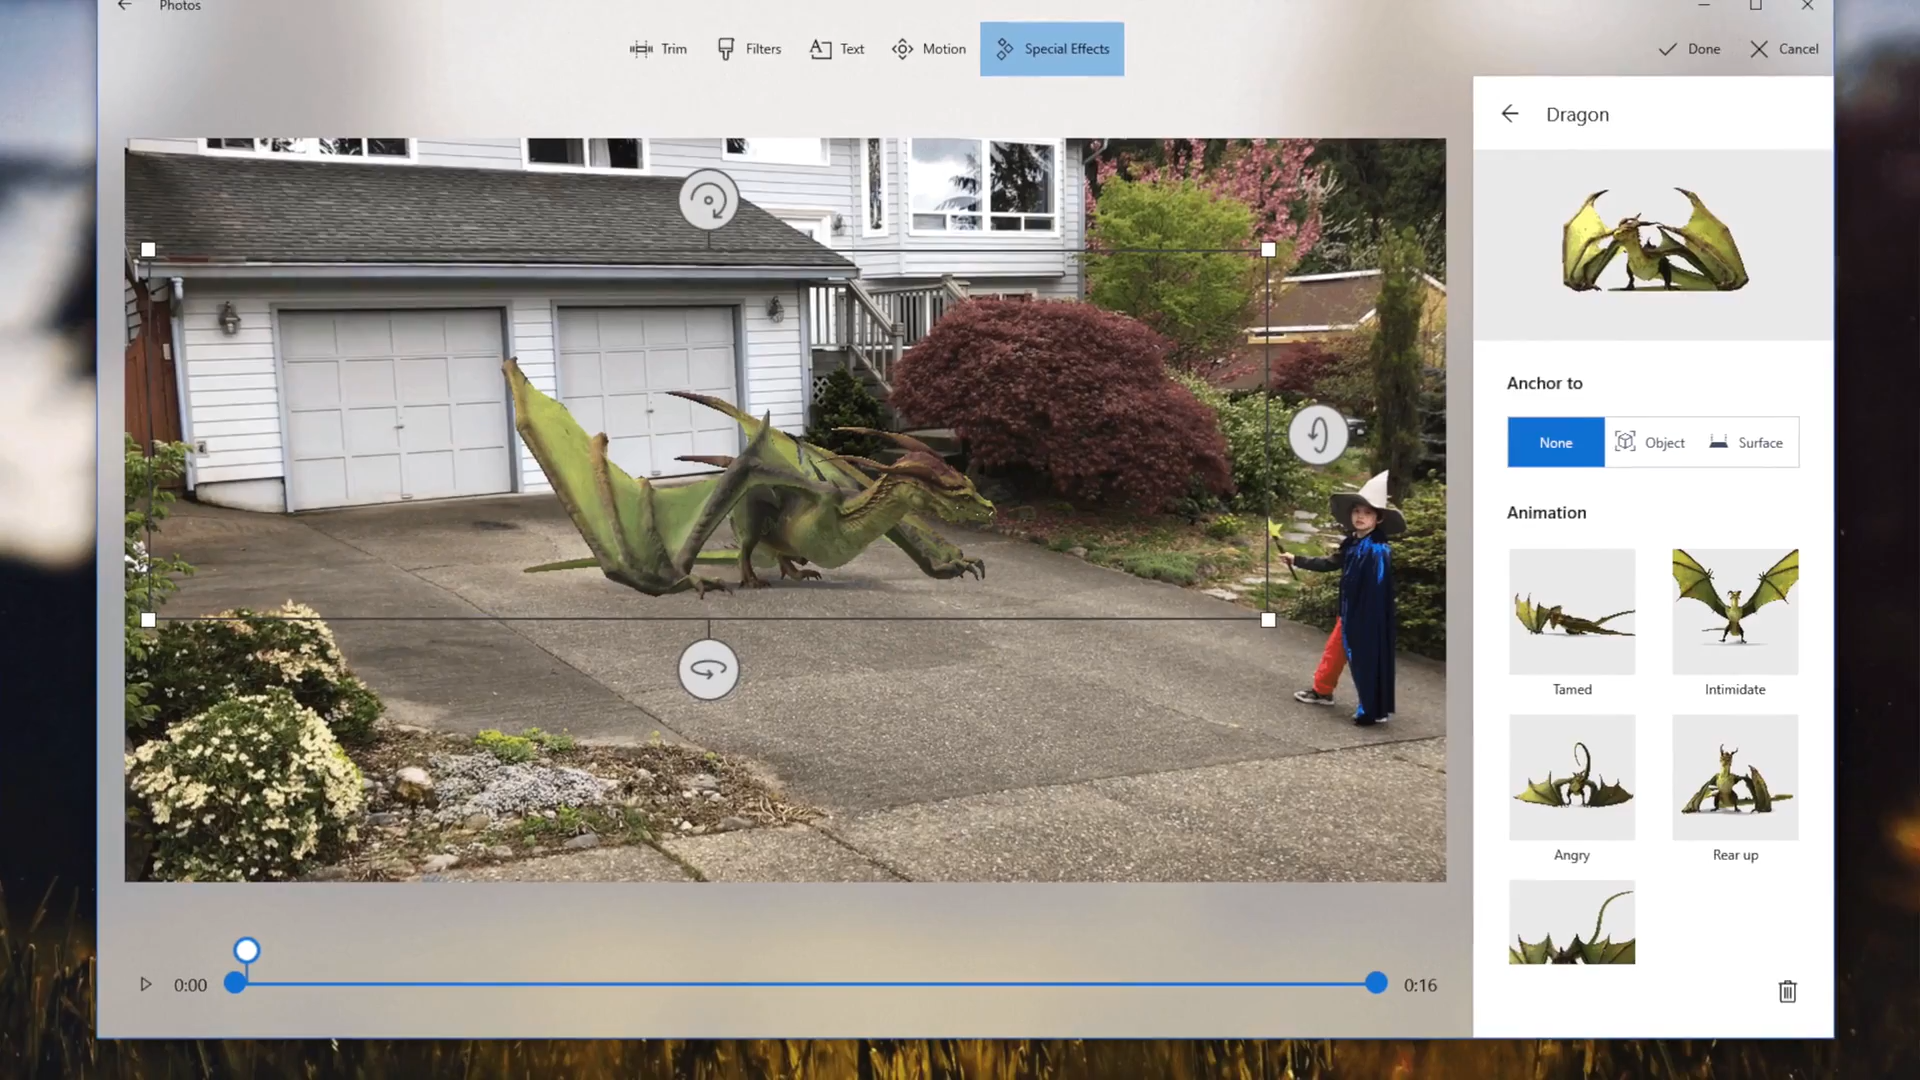 Photos
Trim
Filters
Text
Motion
Special Effects
Done
Cancel
Dragon
Anchor to
None
Object
Surface
Animation
Tamed
Intimidate
Angry
Rear up
0:00
0:16